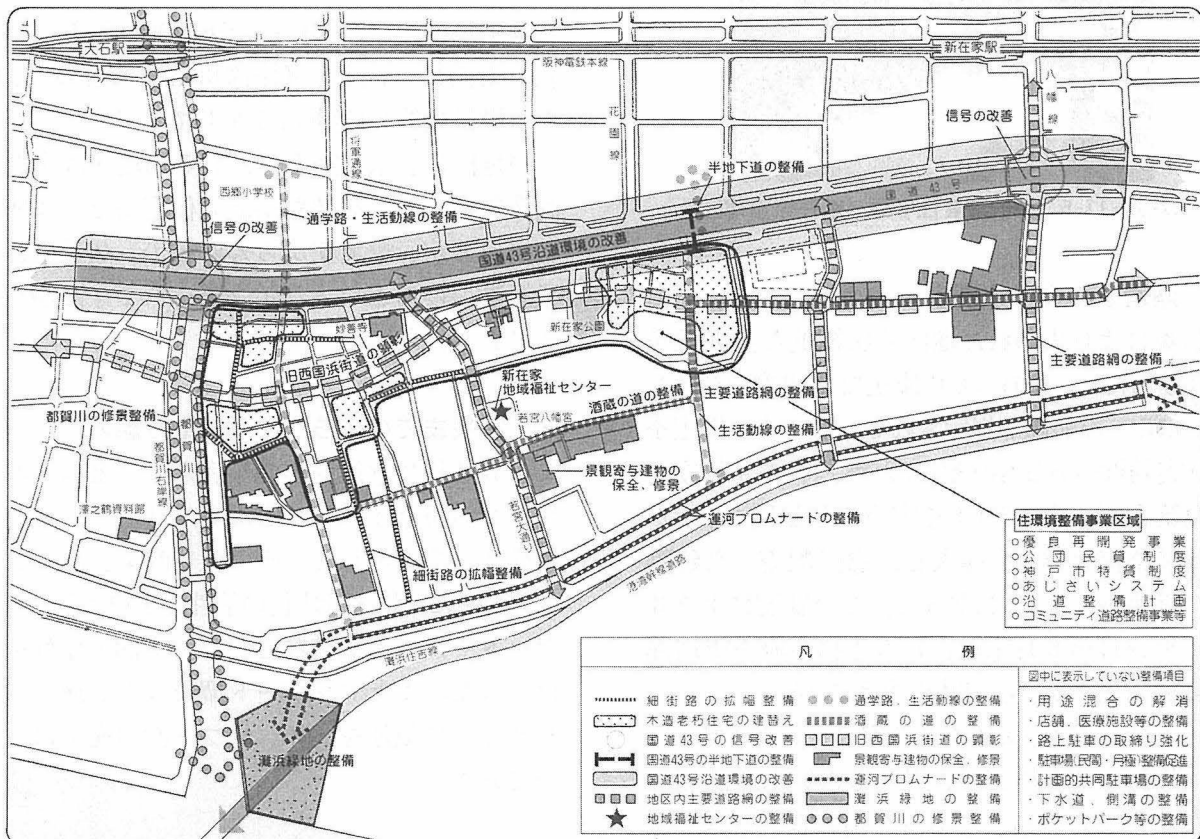 大石駅
新在家駅
阪神電鉄本線
八幡線
花園線
将軍通線
信号の改善
半地下道の整備
国道43号
西郷小学校
通学路・生活動線の整備
信号の改善
国道43号沿道環境の改善
妙善寺
新在家公園
旧西国浜街道の顕彰
新在家
地域福祉センター
主要道路網の整備
主要道路網の整備
酒蔵の道の整備
若宮八幡宮
都賀川の修景整備
都賀川
都賀川右岸線
生活動線の整備
景観寄与建物の
保全、修景
澤之鶴資料館
若宮大通り
運河プロムナードの整備
細街路の拡幅整備
港湾幹線道路
灘浜住吉線
灘浜緑地の整備
住環境整備事業区域
○優良再開発事業
○公団民賃制度
○神戸市特賃制度
○あじさいシステム
○沿道整備計画
○コミュニティ道路整備事業等
凡例
細街路の拡幅整備
木造老朽住宅の建替え
国道43号の信号改善
国道43号の半地下道の整備
国道43号沿道環境の改善
地区内主要道路網の整備
地域福祉センターの整備
通学路、生活動線の整備
酒蔵の道の整備
旧西国浜街道の顕彰
景観寄与建物の保全、修景
運河プロムナードの整備
灘浜緑地の整備
都賀川の修景整備
図中に表示していない整備項目
・用途混合の解消
・店舗、医療施設等の整備
・路上駐車の取締り強化
・駐車場(民間・月極)整備促進
・計画的共同駐車場の整備
・下水道、側溝の整備
・ポケットパーク等の整備